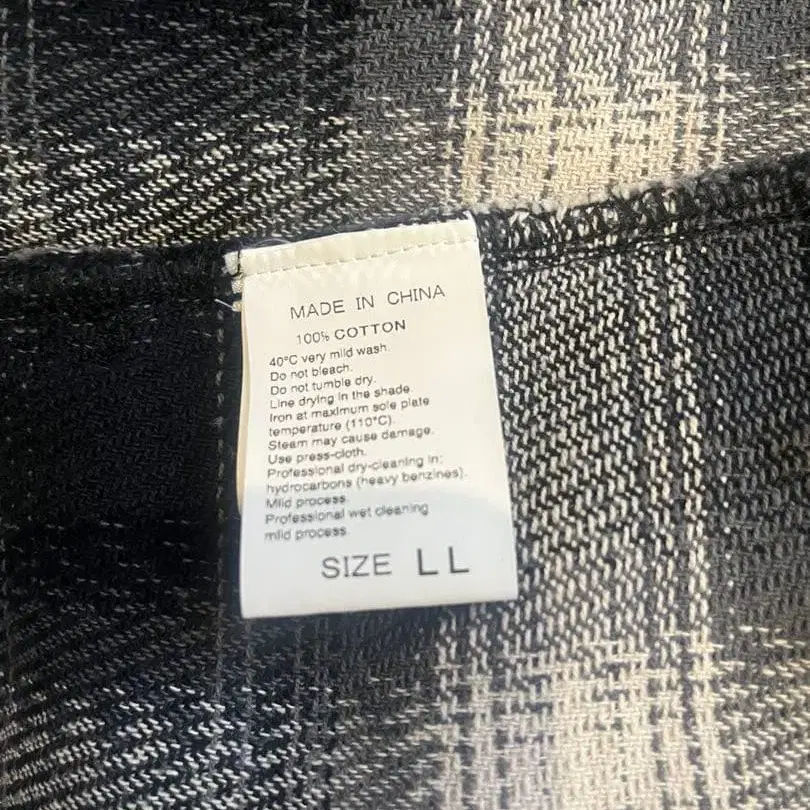 MADE IN CHINA
100% COTTON
40°C very mild wash.
Do not bleach.
Do not tumble dry.
Line drying in the shade.
Iron at maximum sole plate
temperature (110°C).
Steam may cause damage.
Use press-cloth.
Professional dry-cleaning in:
hydrocarbons (heavy benzines).
Mild process.
Professional wet cleaning
mild process.
SIZE LL